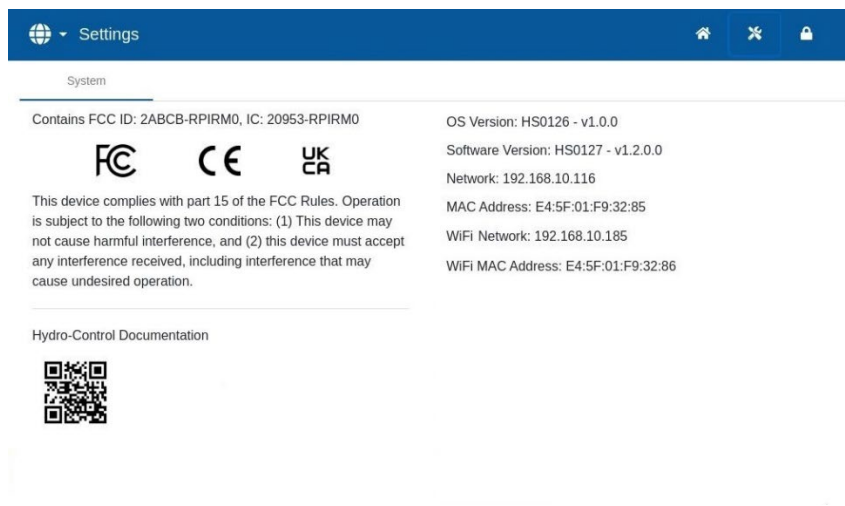 Settings
System
Contains FCC ID: 2ABCB-RPIRM0, IC: 20953-RPIRM0
FC CE UK
CA
This device complies with part 15 of the FCC Rules. Operation
is subject to the following two conditions: (1) This device may
not cause harmful interference, and (2) this device must accept
any interference received, including interference that may
cause undesired operation.
Hydro-Control Documentation
OS Version: HS0126 - v1.0.0
Software Version: HS0127 - v1.2.0.0
Network: 192.168.10.116
MAC Address: E4:5F:01:F9:32:85
WiFi Network: 192.168.10.185
WiFi MAC Address: E4:5F:01:F9:32:86